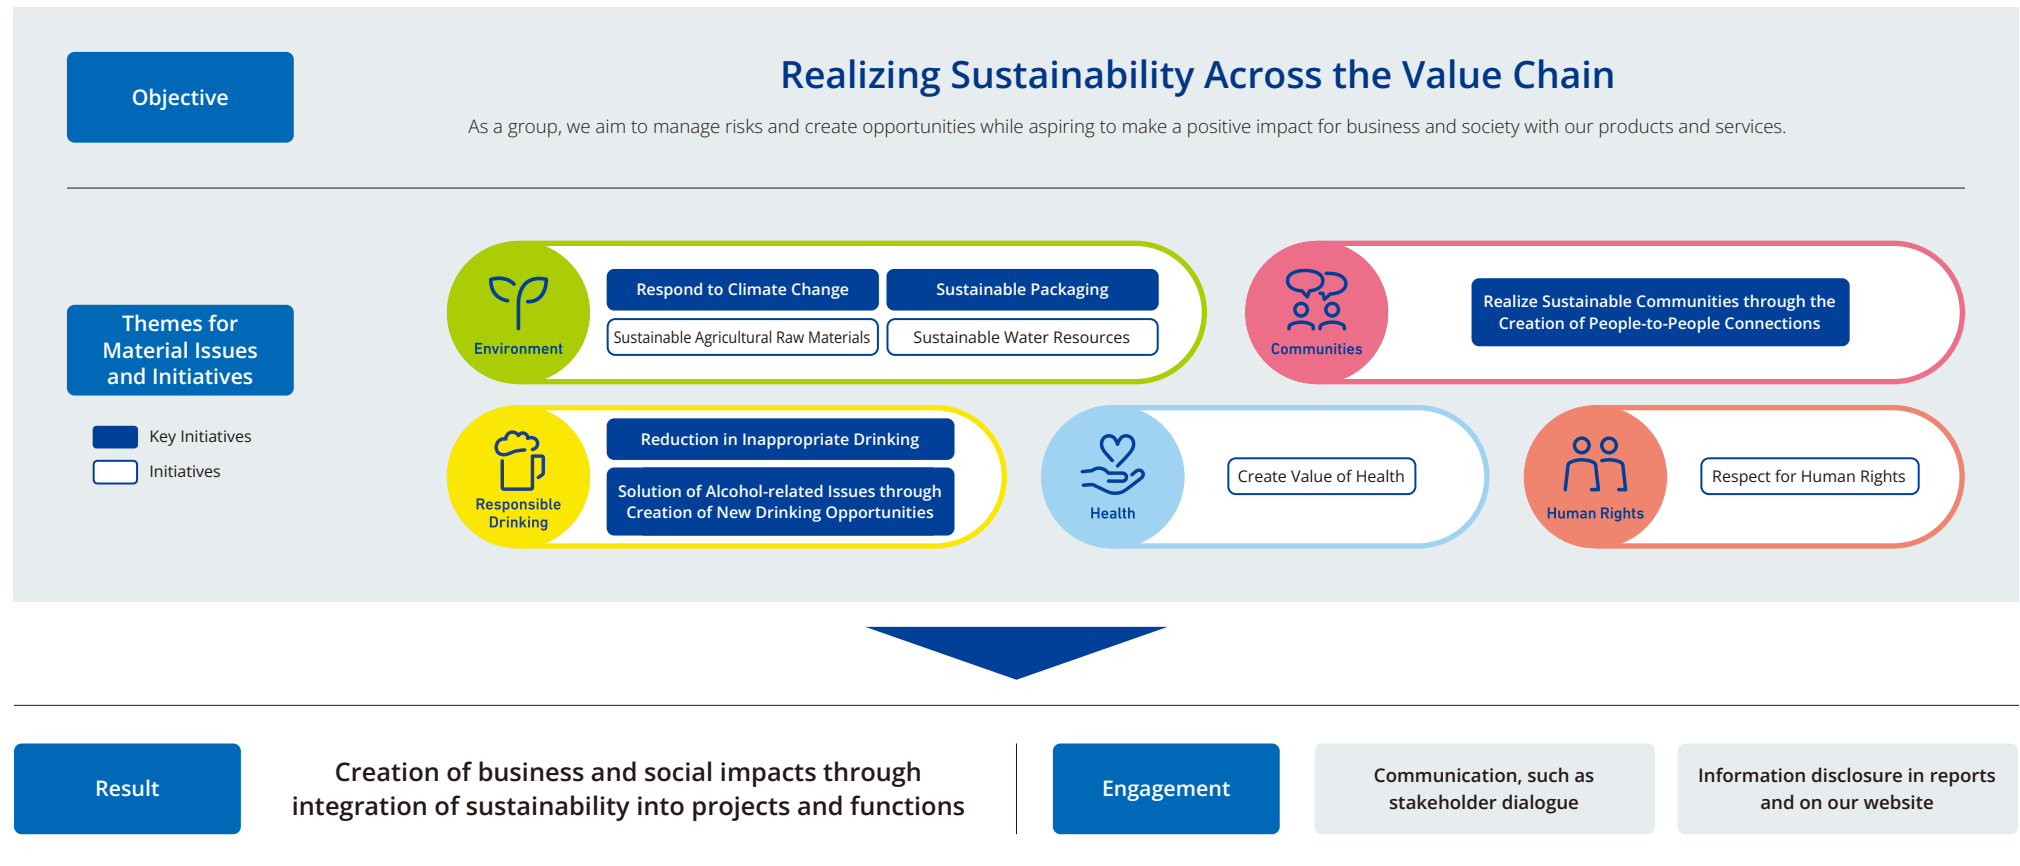 Objective
Realizing Sustainability Across the Value Chain
As a group, we aim to manage risks and create opportunities while aspiring to make a positive impact for business and society with our products and services.
Themes for
Material Issues
and Initiatives
Key Initiatives
Initiatives
Environment
Respond to Climate Change
Sustainable Packaging
Sustainable Agricultural Raw Materials
Sustainable Water Resources
Communities
Realize Sustainable Communities through the
Creation of People-to-People Connections
Responsible
Drinking
Reduction in Inappropriate Drinking
Solution of Alcohol-related Issues through
Creation of New Drinking Opportunities
Health
Create Value of Health
Human Rights
Respect for Human Rights
Result
Creation of business and social impacts through
integration of sustainability into projects and functions
Engagement
Communication, such as
stakeholder dialogue
Information disclosure in reports
and on our website